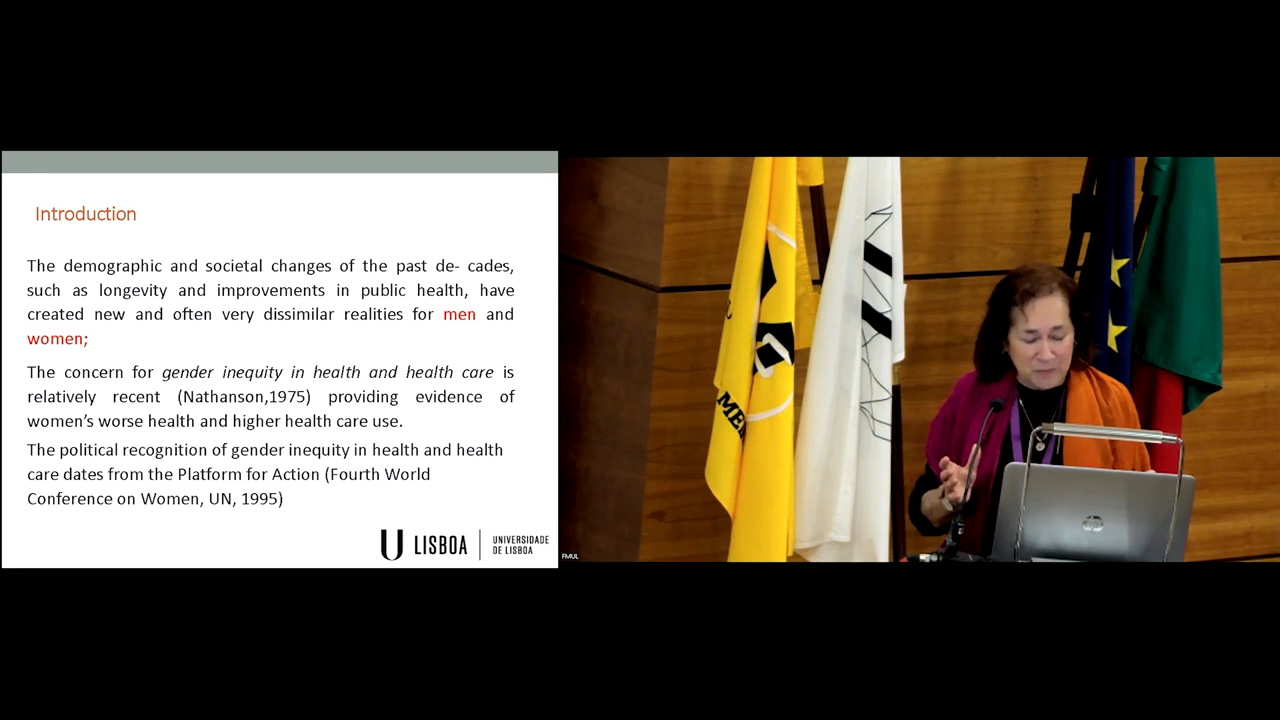 Introduction
The demographic and societal changes of the past de- cades,
such as longevity and improvements in public health, have
created new and often very dissimilar realities for men and
women;
The concern for gender inequity in health and health care is
relatively recent (Nathanson,1975) providing evidence of
women’s worse health and higher health care use.
The political recognition of gender inequity in health and health
care dates from the Platform for Action (Fourth World
Conference on Women, UN, 1995)
U LISBOA
UNIVERSIDADE
DE LISBOA
FMUL
hp